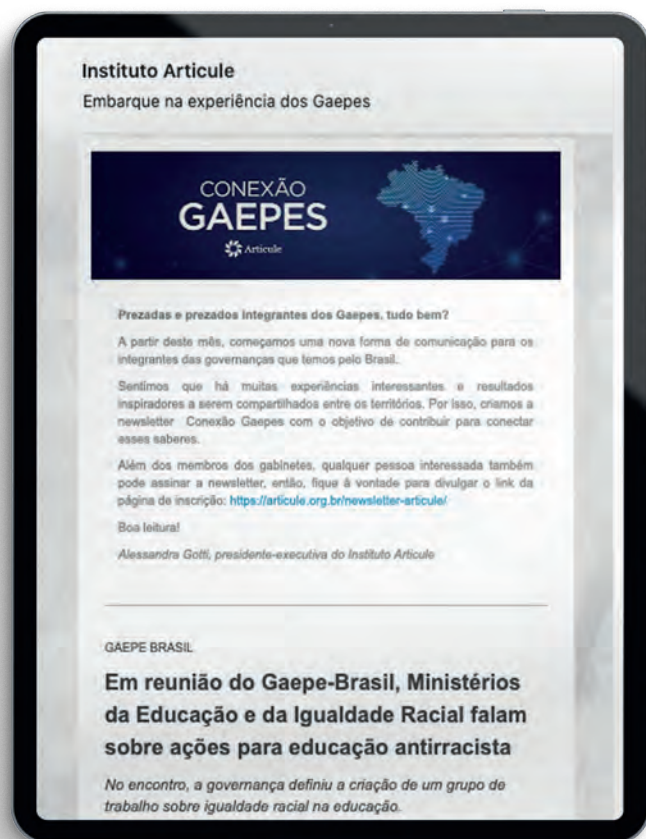 Instituto Articule
Embarque na experiência dos Gaepes
CONEXÃO
GAEPES
Articule
Prezadas e prezados integrantes dos Gaepes, tudo bem?
A partir deste mês, começamos uma nova forma de comunicação para os
integrantes das governanças que temos pelo Brasil.
Sentimos que há muitas experiências interessantes e resultados
inspiradores a serem compartilhados entre os territórios. Por isso, criamos a
newsletter Conexão Gaepes com o objetivo de contribuir para conectar
esses saberes.
Além dos membros dos gabinetes, qualquer pessoa interessada também
pode assinar a newsletter, então, fique à vontade para divulgar o link da
página de inscrição: https://articule.org.br/newsletter-articule/
Boa leitura!
Alessandra Gotti, presidente-executiva do Instituto Articule
GAEPE BRASIL
Em reunião do Gaepe-Brasil, Ministérios
da Educação e da Igualdade Racial falam
sobre ações para educação antirracista
No encontro, a governança definiu a criação de um grupo de
trabalho sobre igualdade racial na educação.